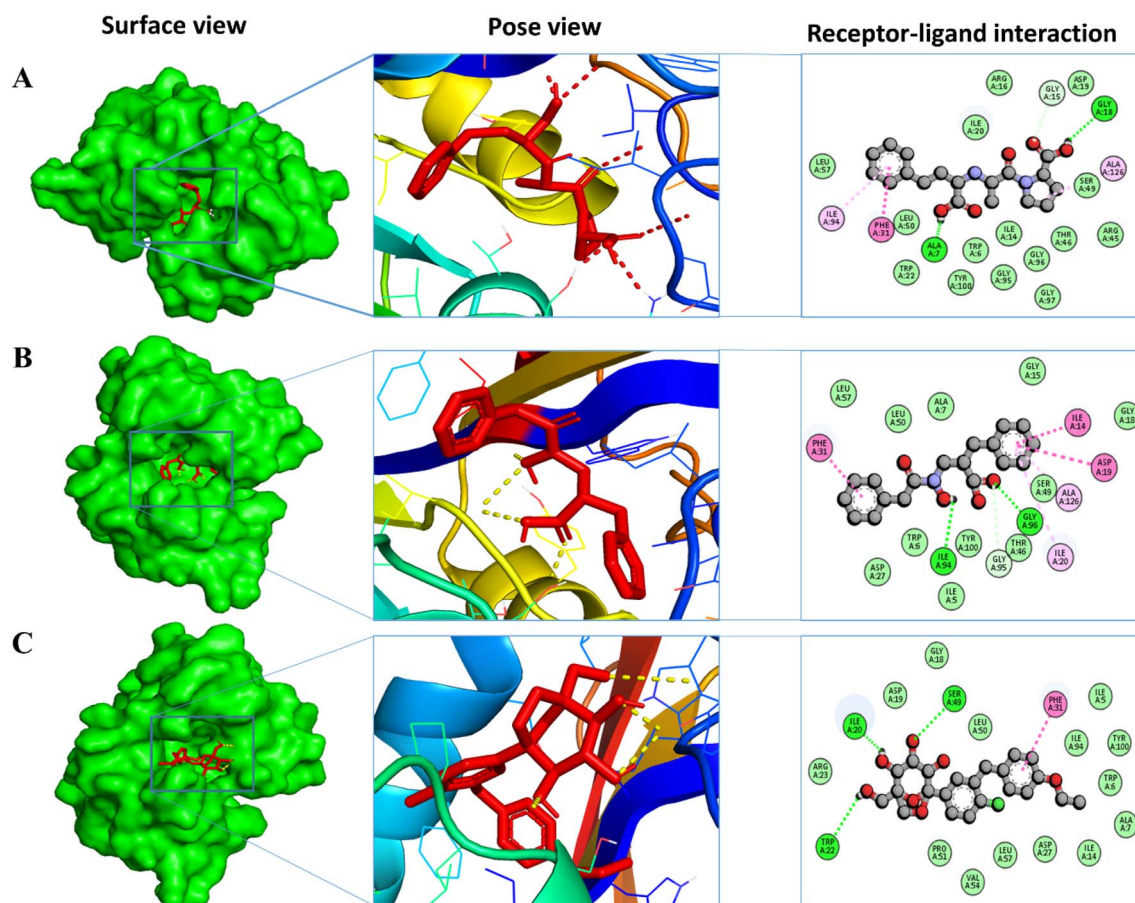 Surface view
Pose view
Receptor-ligand interaction
A
ARG
A:16
GLY
A:15
ASP
A:19
GLY
A:18
ILE
A:20
LEU
A:57
ALA
A:126
SER
A:49
ILE
A:94
PHE
A:31
LEU
A:50
ALA
A:7
TRP
A:6
ILE
A:14
THR
A:46
ARG
A:45
GLY
A:96
TRP
A:22
TYR
A:100
GLY
A:95
GLY
A:97
B
GLY
A:15
LEU
A:57
ALA
A:7
LEU
A:50
ILE
A:14
GLY
A:18
PHE
A:31
ASP
A:19
SER
A:49
ALA
A:126
GLY
A:96
TRP
A:6
TYR
A:100
THR
A:46
ILE
A:94
GLY
A:95
ILE
A:20
ASP
A:27
ILE
A:5
C
GLY
A:18
ASP
A:19
SER
A:49
PHE
A:31
ILE
A:5
ILE
A:20
LEU
A:50
ILE
A:94
TYR
A:100
ARG
A:23
TRP
A:6
ALA
A:7
TRP
A:22
PRO
A:51
LEU
A:57
ASP
A:27
ILE
A:14
VAL
A:54